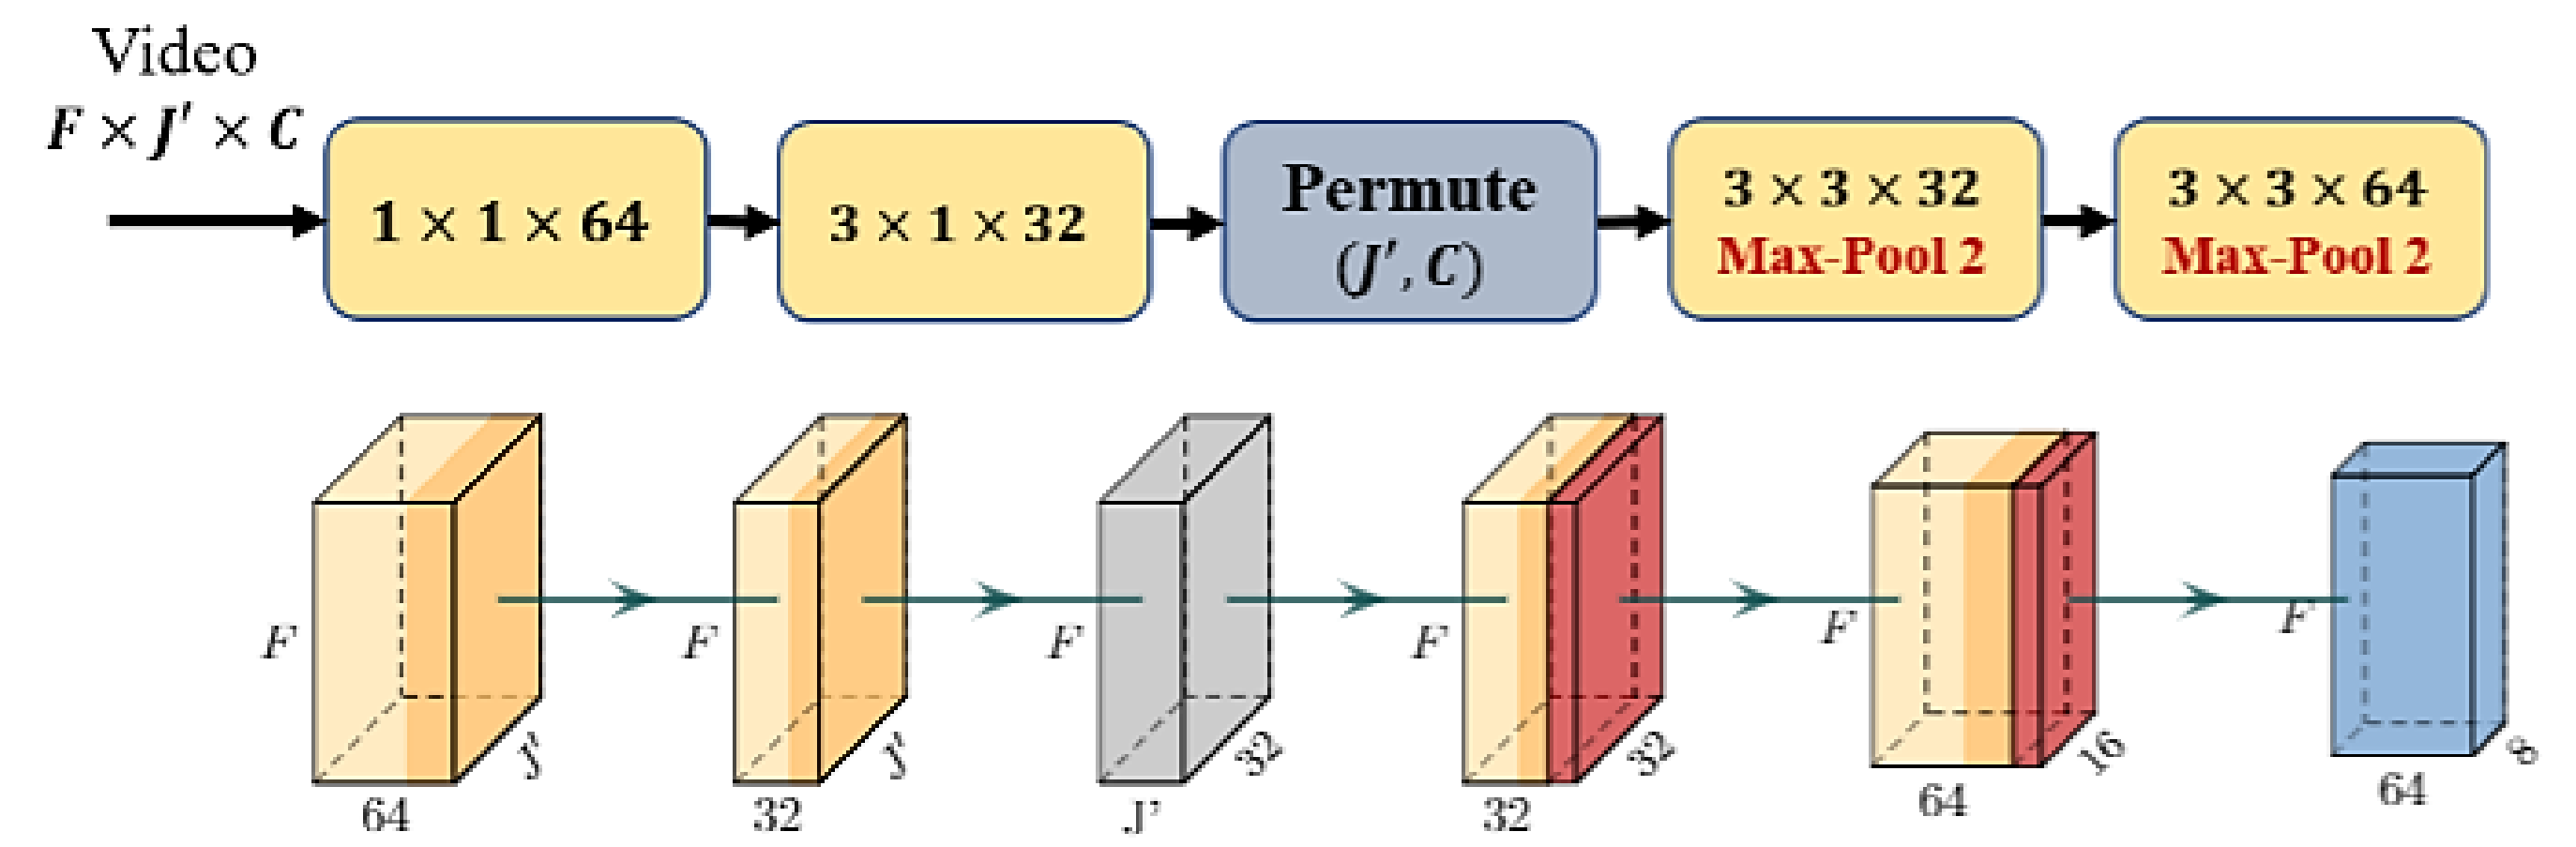 Video
F × J′ × C
1 × 1 × 64
3 × 1 × 32
Permute
(J′, C)
3 × 3 × 32
Max-Pool 2
3 × 3 × 64
Max-Pool 2
F
64
J'
F
32
J'
F
J'
32
F
32
32
F
64
16
F
64
8